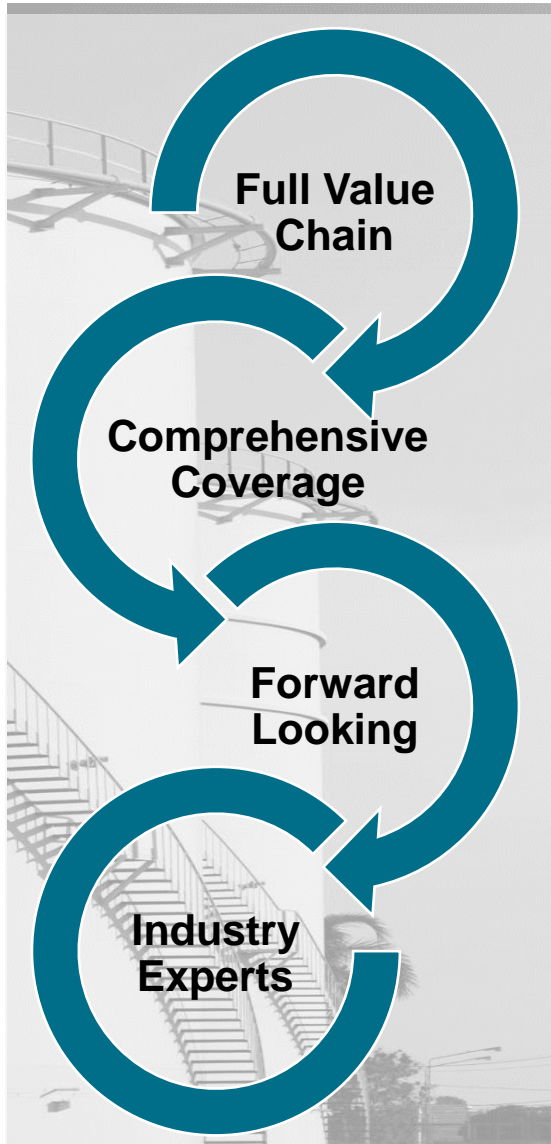 Full Value
Chain
Comprehensive
Coverage
Forward
Looking
Industry
Experts